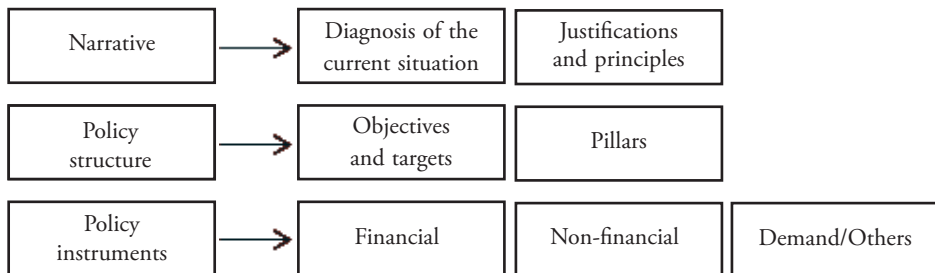 Narrative
Diagnosis of the
current situation
Justifications
and principles
Policy
structure
Objectives
and targets
Pillars
Policy
instruments
Financial
Non-financial
Demand/Others